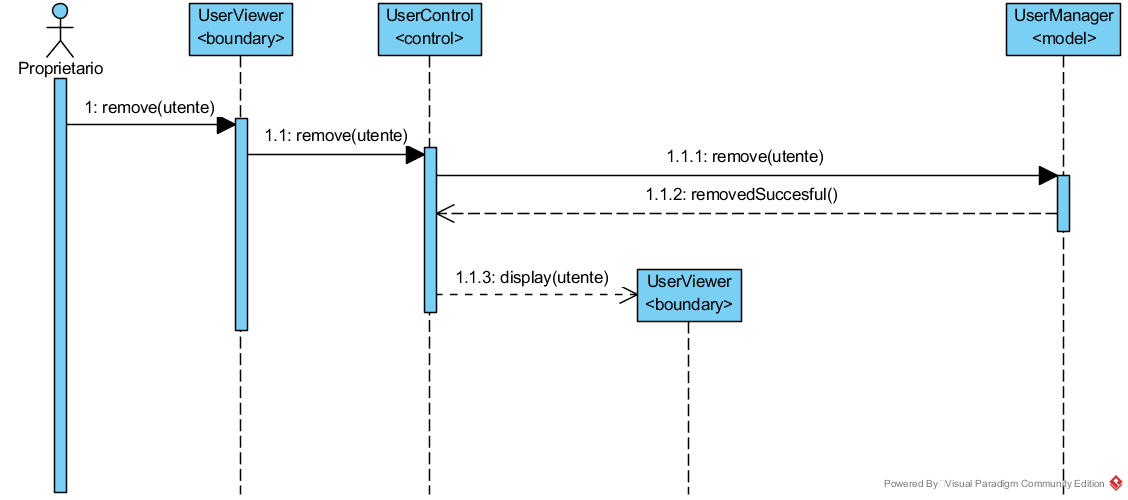 UserViewer
<boundary>
UserControl
<control>
UserManager
<model>
Proprietario
1: remove(utente)
1.1: remove(utente)
1.1.1: remove(utente)
1.1.2: removedSuccesful()
1.1.3: display(utente)
UserViewer
<boundary>
Powered By Visual Paradigm Community Edition